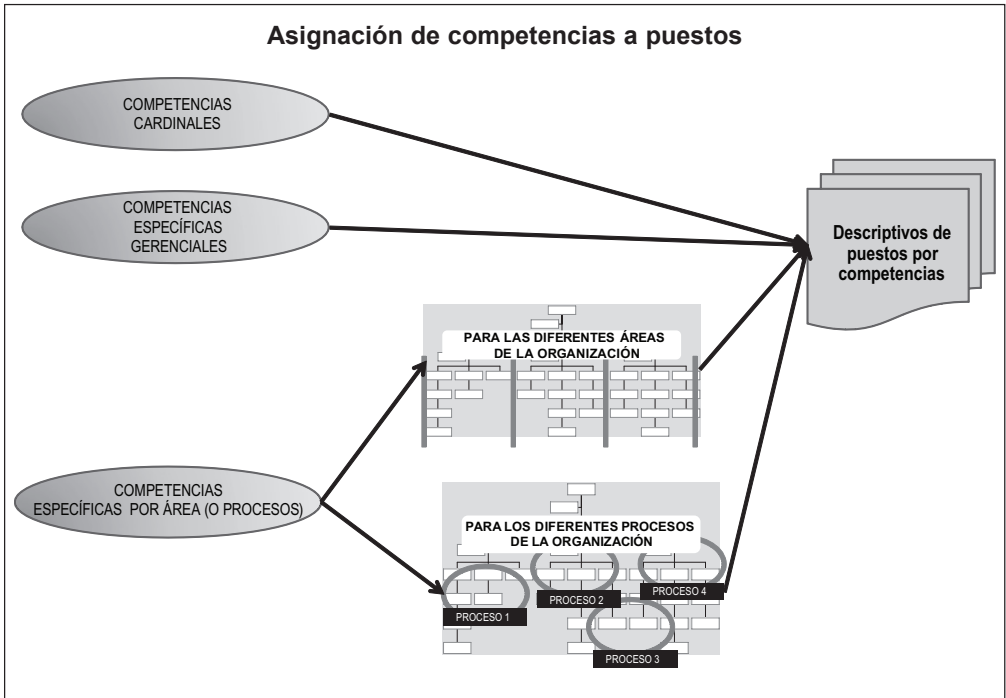 Asignación de competencias a puestos
COMPETENCIAS
CARDINALES
COMPETENCIAS
ESPECÍFICAS
GERENCIALES
Descriptivos de
puestos por
competencias
PARA LAS DIFERENTES ÁREAS
DE LA ORGANIZACIÓN
COMPETENCIAS
ESPECÍFICAS POR ÁREA (O PROCESOS)
PARA LOS DIFERENTES PROCESOS
DE LA ORGANIZACIÓN
PROCESO 1
PROCESO 2
PROCESO 4
PROCESO 3